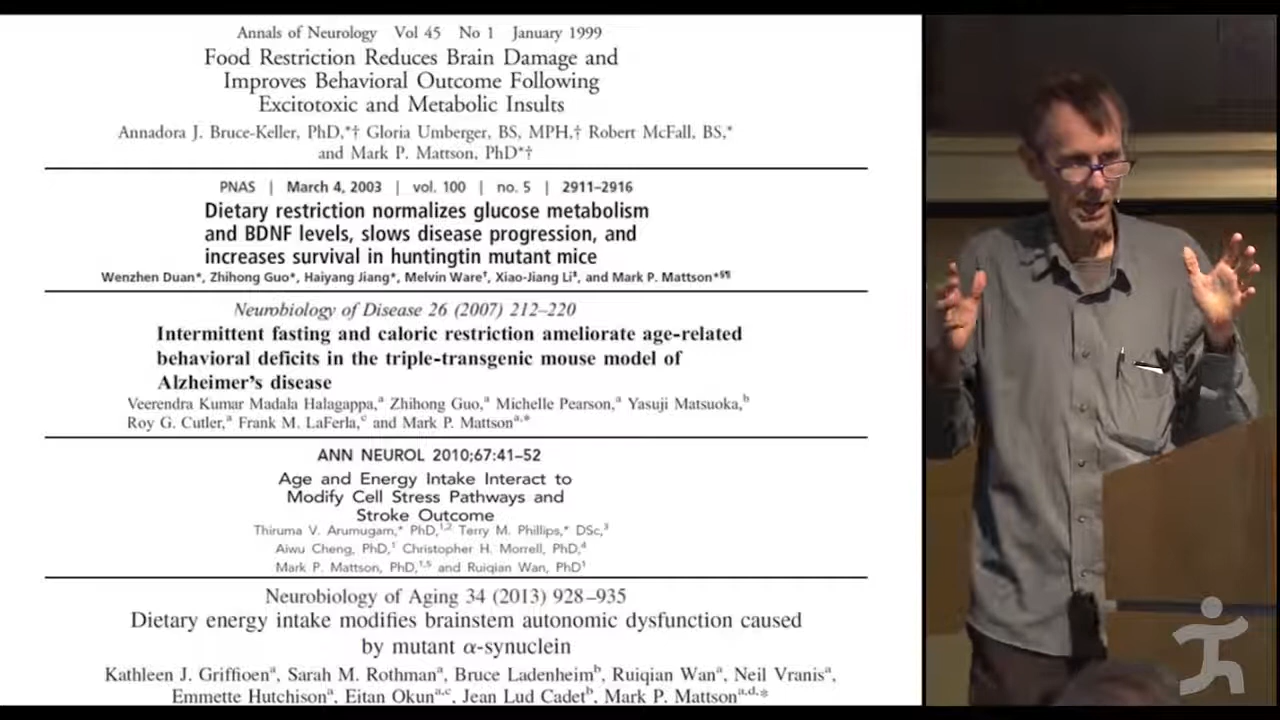 Annals of Neurology Vol 45 No 1 January 1999
Food Restriction Reduces Brain Damage and
Improves Behavioral Outcome Following
Excitotoxic and Metabolic Insults
Annadora J. Bruce-Keller, PhD,*† Gloria Umberger, BS, MPH,† Robert McFall, BS,*
and Mark P. Mattson, PhD*†
PNAS | March 4, 2003 | vol. 100 | no. 5 | 2911–2916
Dietary restriction normalizes glucose metabolism
and BDNF levels, slows disease progression, and
increases survival in huntingtin mutant mice
Wenzhen Duan*, Zhihong Guo*, Haiyang Jiang*, Melvin Ware†, Xiao-Jiang Li‡, and Mark P. Mattson*§¶
Neurobiology of Disease 26 (2007) 212–220
Intermittent fasting and caloric restriction ameliorate age-related
behavioral deficits in the triple-transgenic mouse model of
Alzheimer's disease
Veerendra Kumar Madala Halagappa,a Zhihong Guo,a Michelle Pearson,a Yasuji Matsuoka,b
Roy G. Cutler,a Frank M. LaFerla,c and Mark P. Mattsona,*
ANN NEUROL 2010;67:41–52
Age and Energy Intake Interact to
Modify Cell Stress Pathways and
Stroke Outcome
Thiruma V. Arumugam,* PhD,1,2 Terry M. Phillips,* DSc,3
Aiwu Cheng, PhD,1 Christopher H. Morrell, PhD,4
Mark P. Mattson, PhD,1,5 and Ruiqian Wan, PhD1
Neurobiology of Aging 34 (2013) 928–935
Dietary energy intake modifies brainstem autonomic dysfunction caused
by mutant α-synuclein
Kathleen J. Griffioena, Sarah M. Rothmana, Bruce Ladenheimb, Ruiqian Wana, Neil Vranisa,
Emmette Hutchisona, Eitan Okuna,c, Jean Lud Cadetb, Mark P. Mattsona,d,*